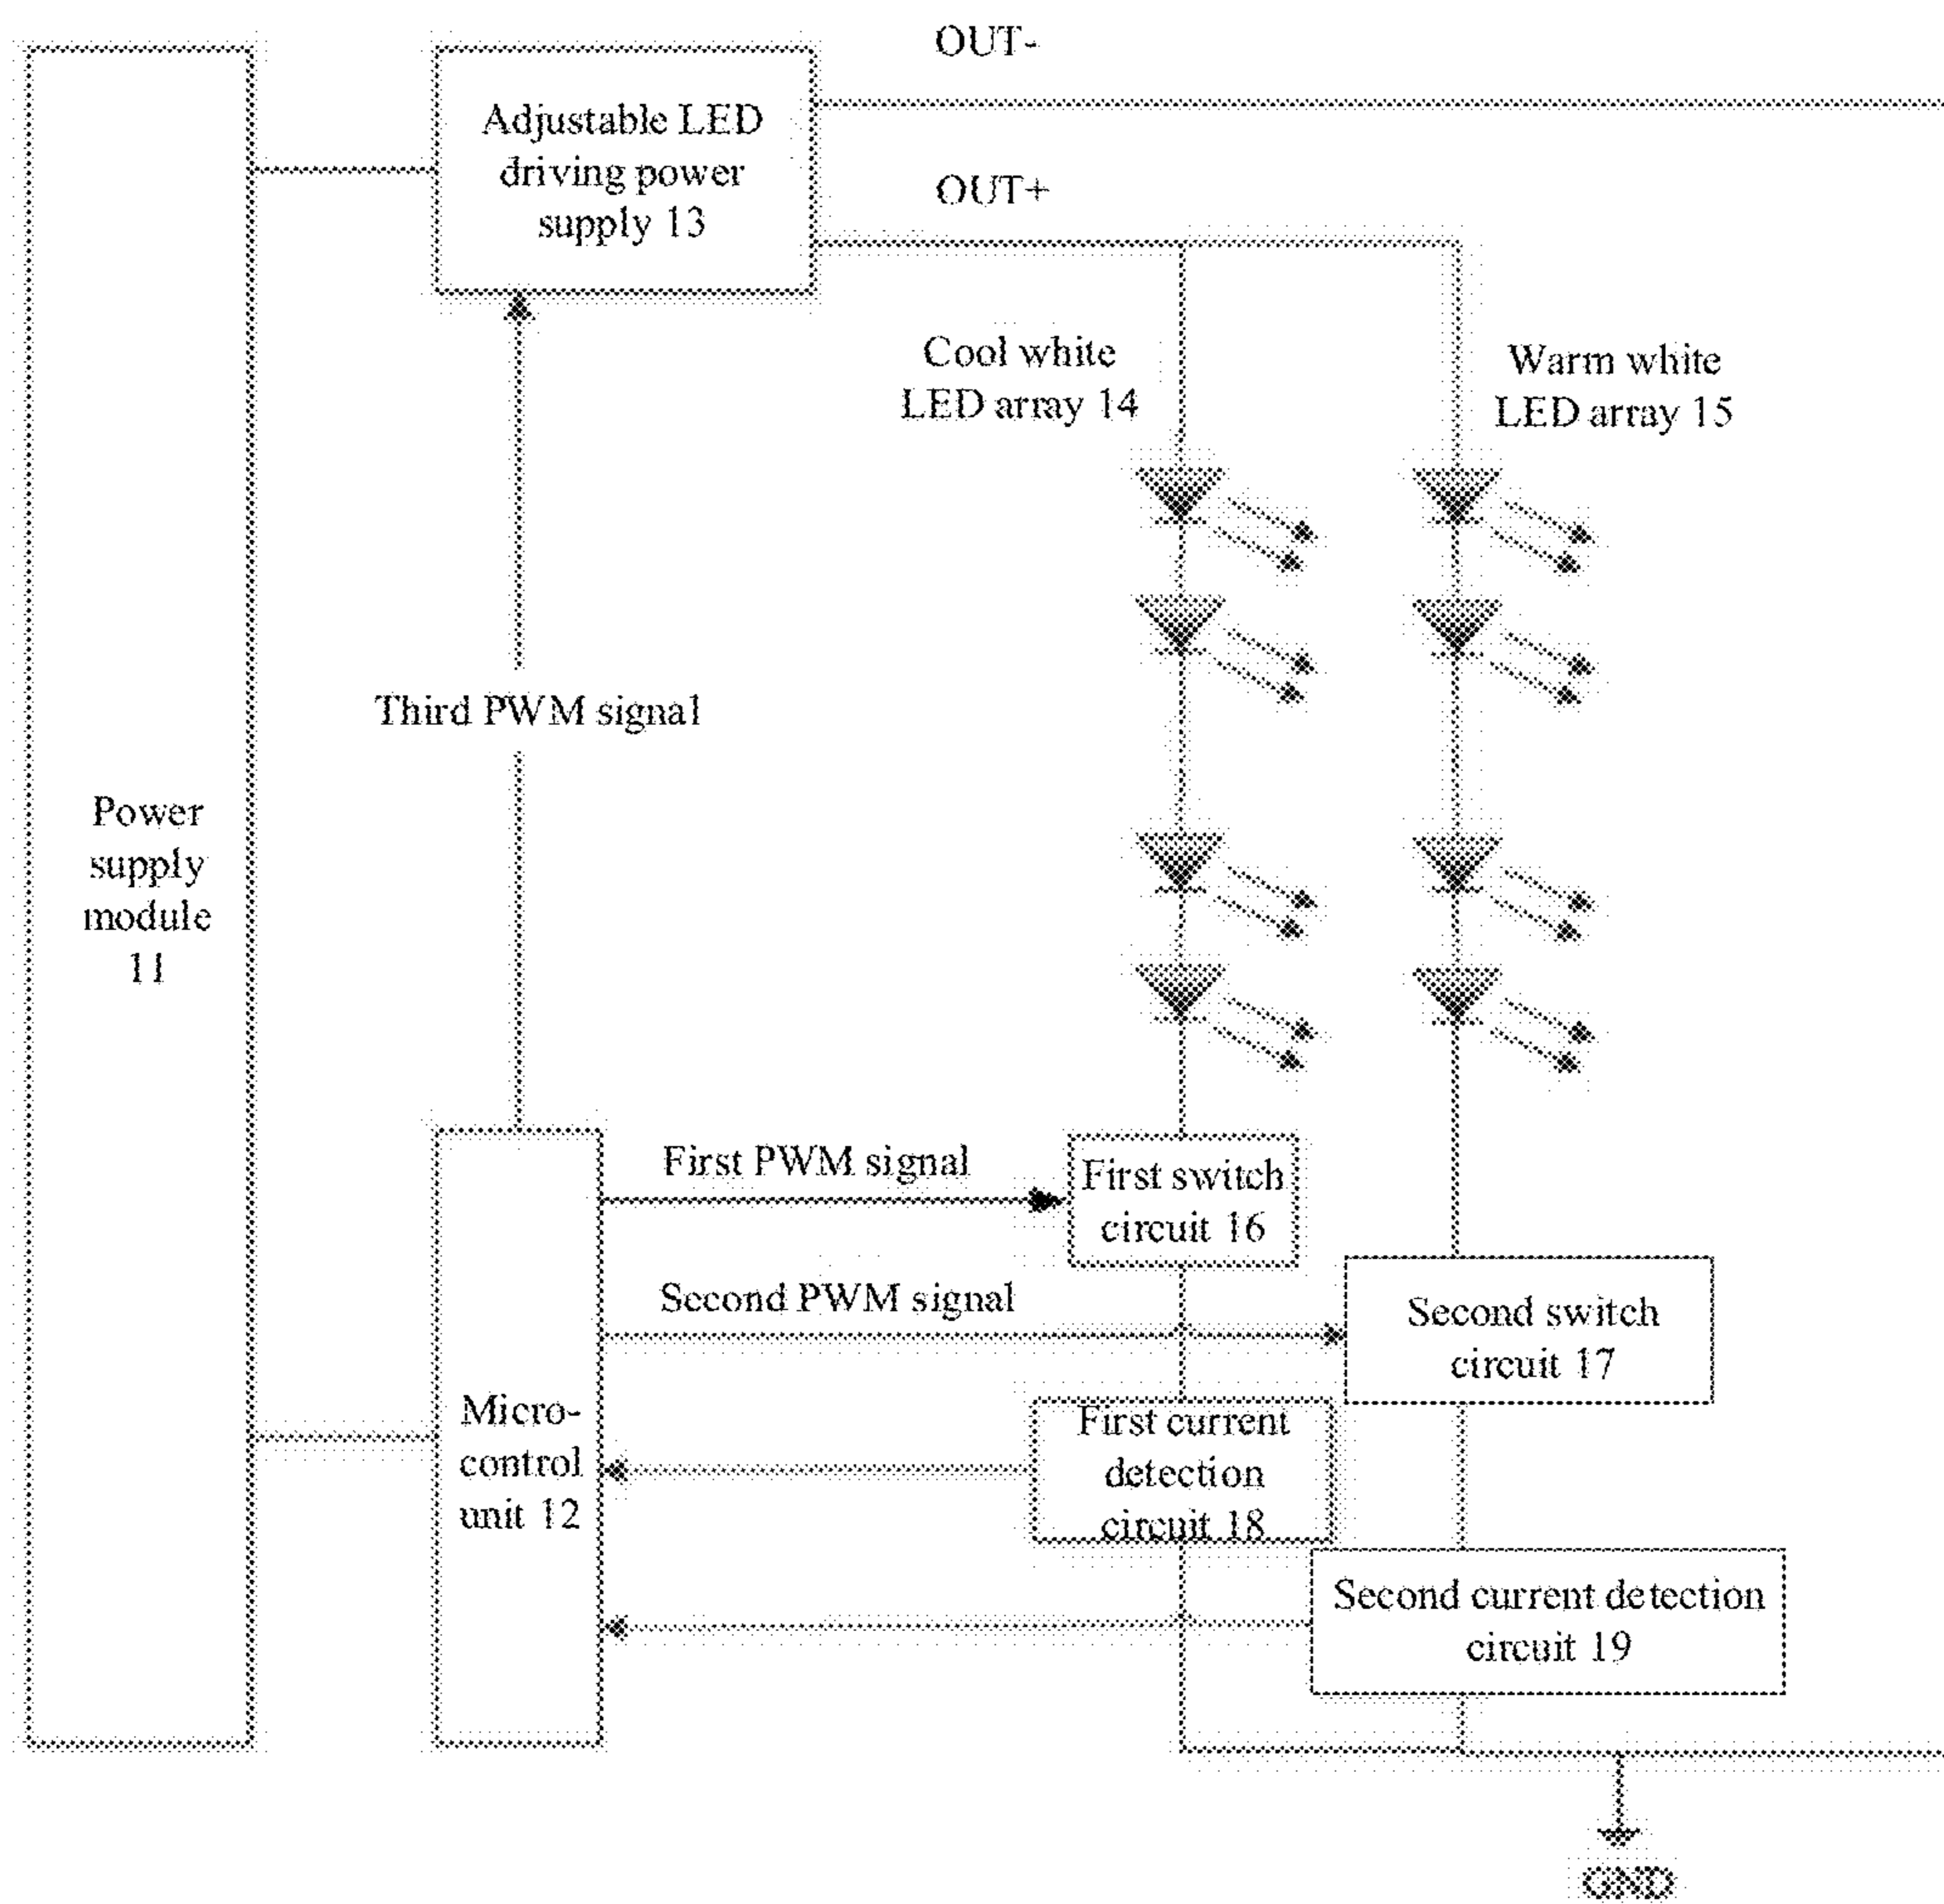 OUT-
Adjustable LED
driving power
supply 13
OUT+
Cool white
LED array 14
Warm white
LED array 15
Third PWM signal
Power
supply
module
11
First PWM signal
First switch
circuit 16
Second PWM signal
Second switch
circuit 17
Micro-
control
unit 12
First current
detection
circuit 18
Second current detection
circuit 19
GND